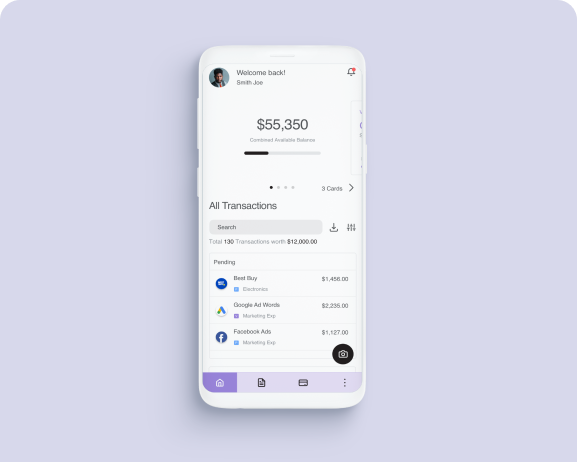 Welcome back!
Smith Joe
$55,350
Combined Available Balance
3 Cards
All Transactions
Search
Total 130 Transactions worth $12,000.00
Pending
Best Buy
$1,456.00
Electronics
Google Ad Words
$2,235.00
Marketing Exp
Facebook Ads
$1,127.00
Marketing Exp